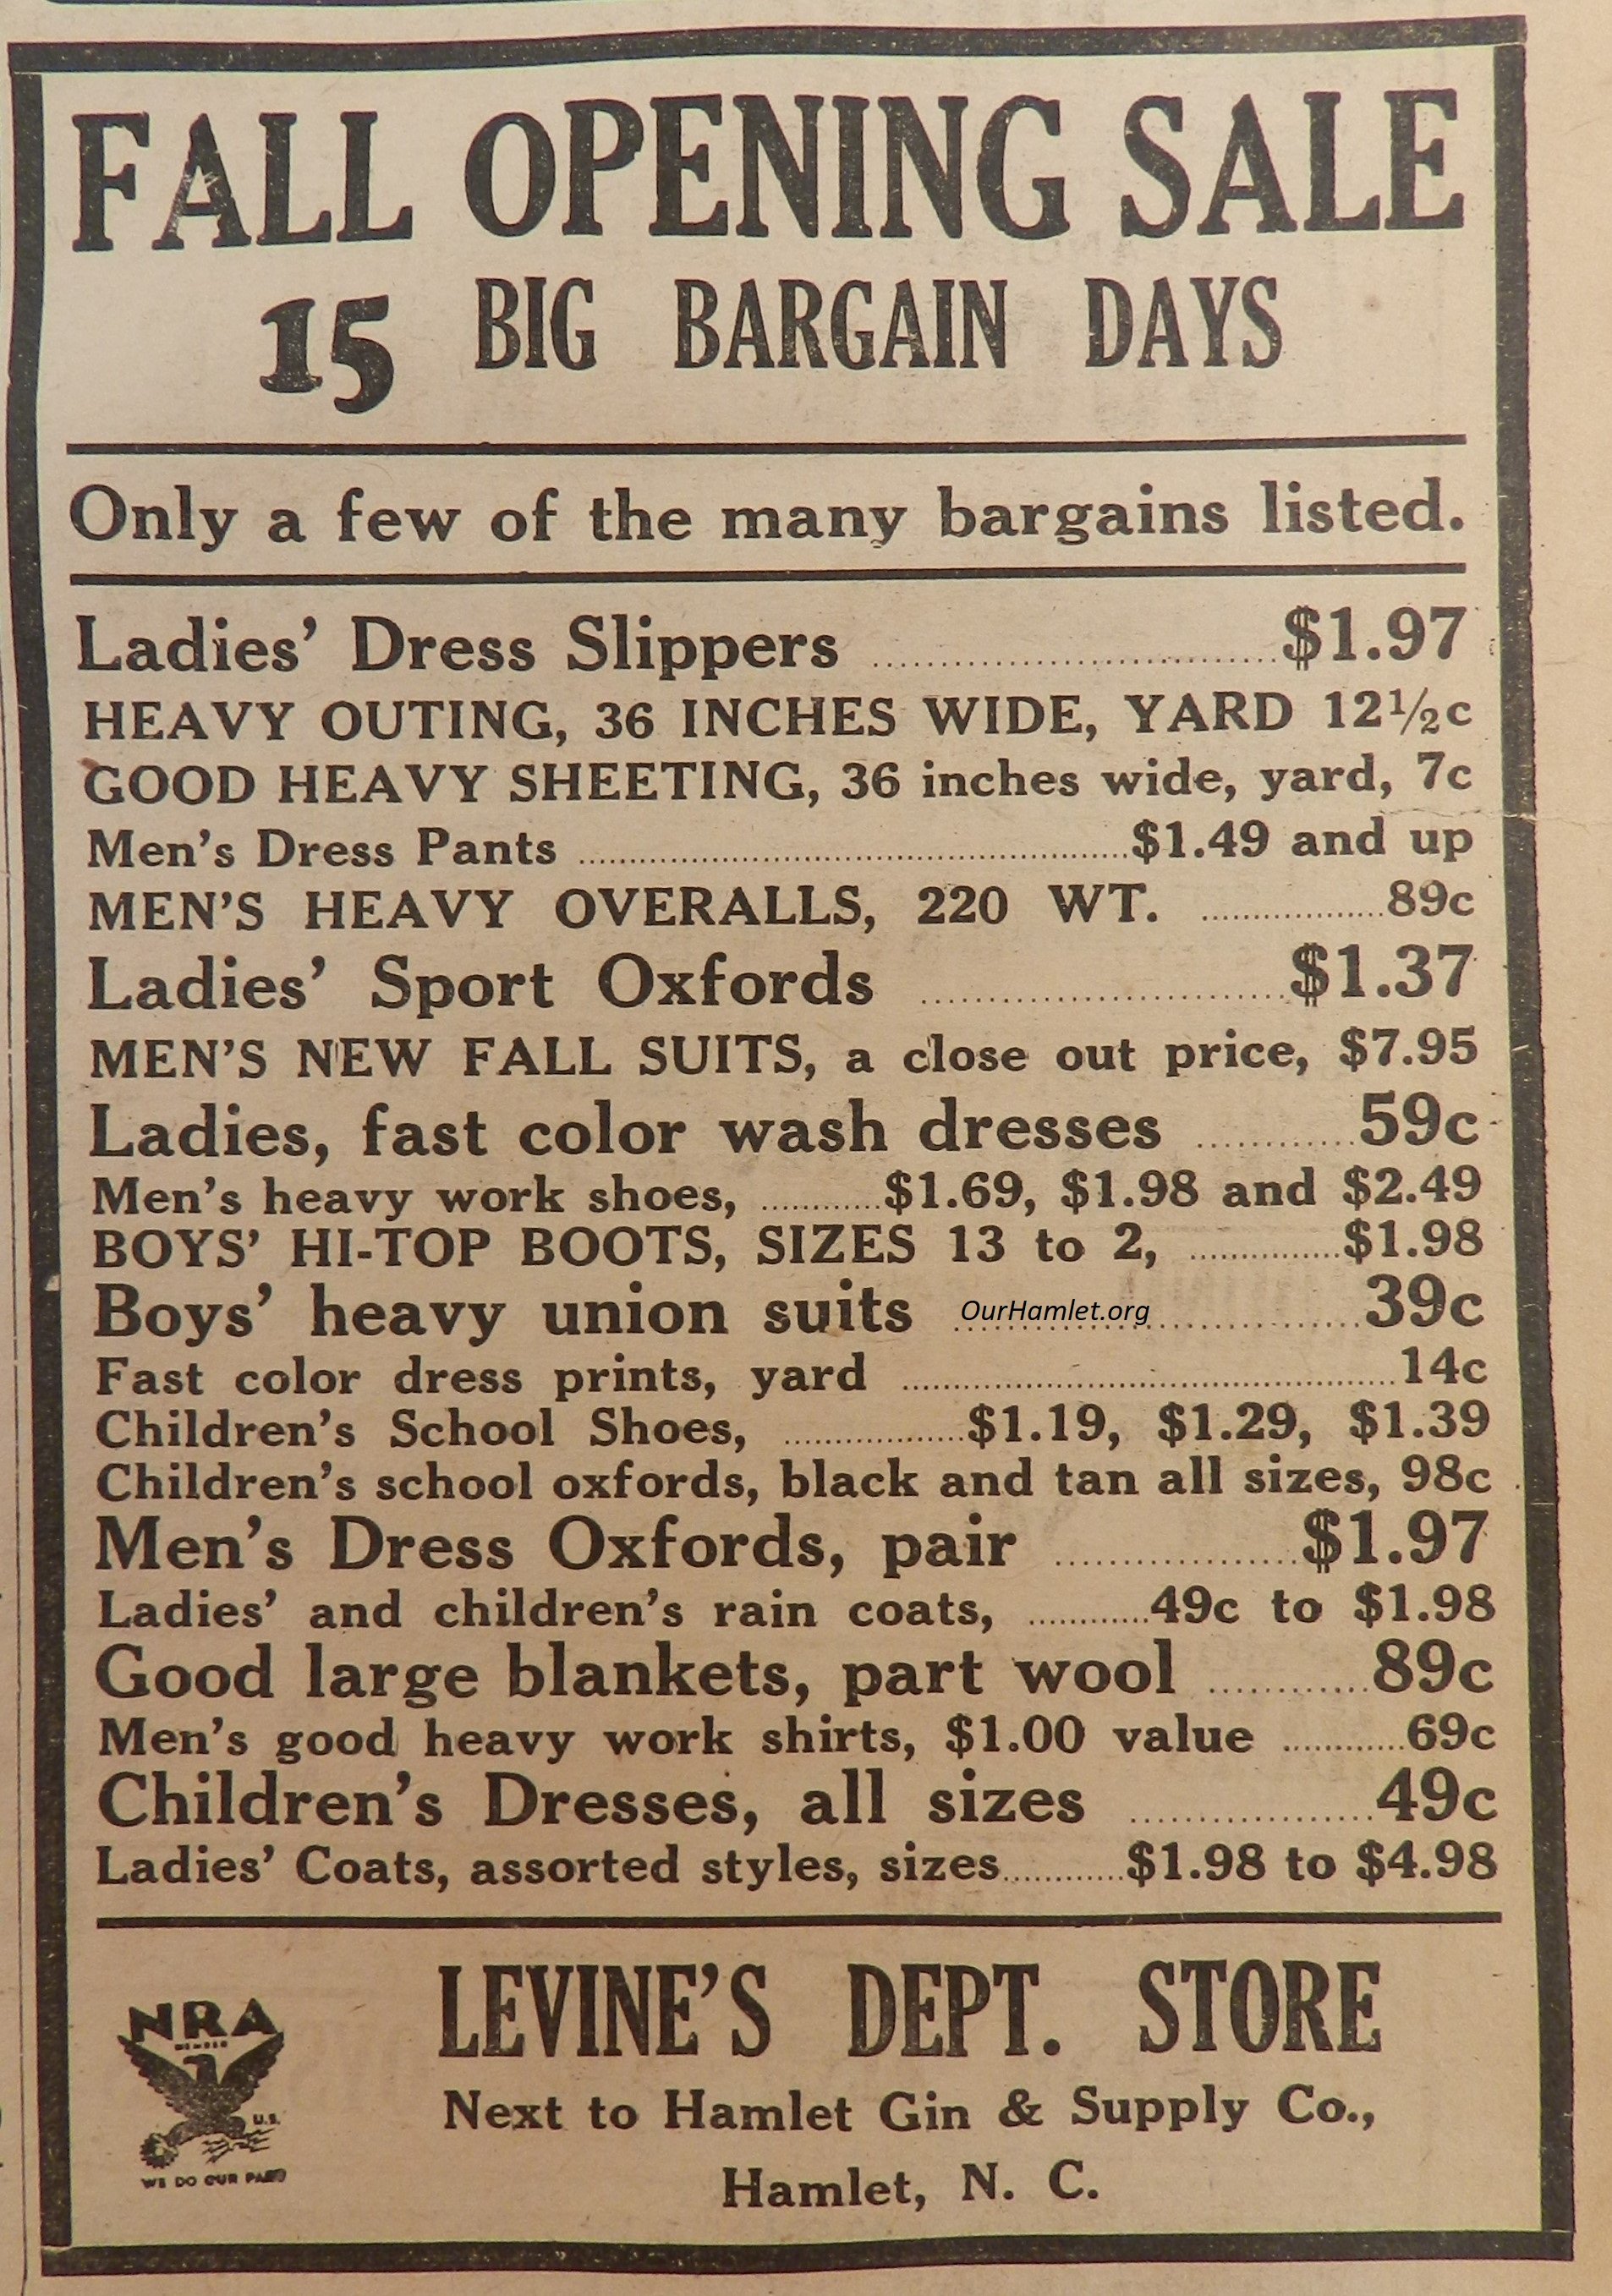 FALL OPENING SALE
15 BIG BARGAIN DAYS
Only a few of the many bargains listed.
Ladies' Dress Slippers ........ $1.97
HEAVY OUTING, 36 INCHES WIDE, YARD 12½c
GOOD HEAVY SHEETING, 36 inches wide, yard, 7c
Men's Dress Pants ........ $1.49 and up
MEN'S HEAVY OVERALLS, 220 WT. ........ 89c
Ladies' Sport Oxfords ........ $1.37
MEN'S NEW FALL SUITS, a close out price, $7.95
Ladies, fast color wash dresses ........ 59c
Men's heavy work shoes, ........ $1.69, $1.98 and $2.49
BOYS' HI-TOP BOOTS, SIZES 13 to 2, ........ $1.98
Boys' heavy union suits ........ 39c
OurHamlet.org
Fast color dress prints, yard ........ 14c
Children's School Shoes, ........ $1.19, $1.29, $1.39
Children's school oxfords, black and tan all sizes, 98c
Men's Dress Oxfords, pair ........ $1.97
Ladies' and children's rain coats, ........ 49c to $1.98
Good large blankets, part wool ........ 89c
Men's good heavy work shirts, $1.00 value ........ 69c
Children's Dresses, all sizes ........ 49c
Ladies' Coats, assorted styles, sizes ........ $1.98 to $4.98
NRA
MEMBER
U.S.
WE DO OUR PART
LEVINE'S DEPT. STORE
Next to Hamlet Gin & Supply Co.,
Hamlet, N. C.